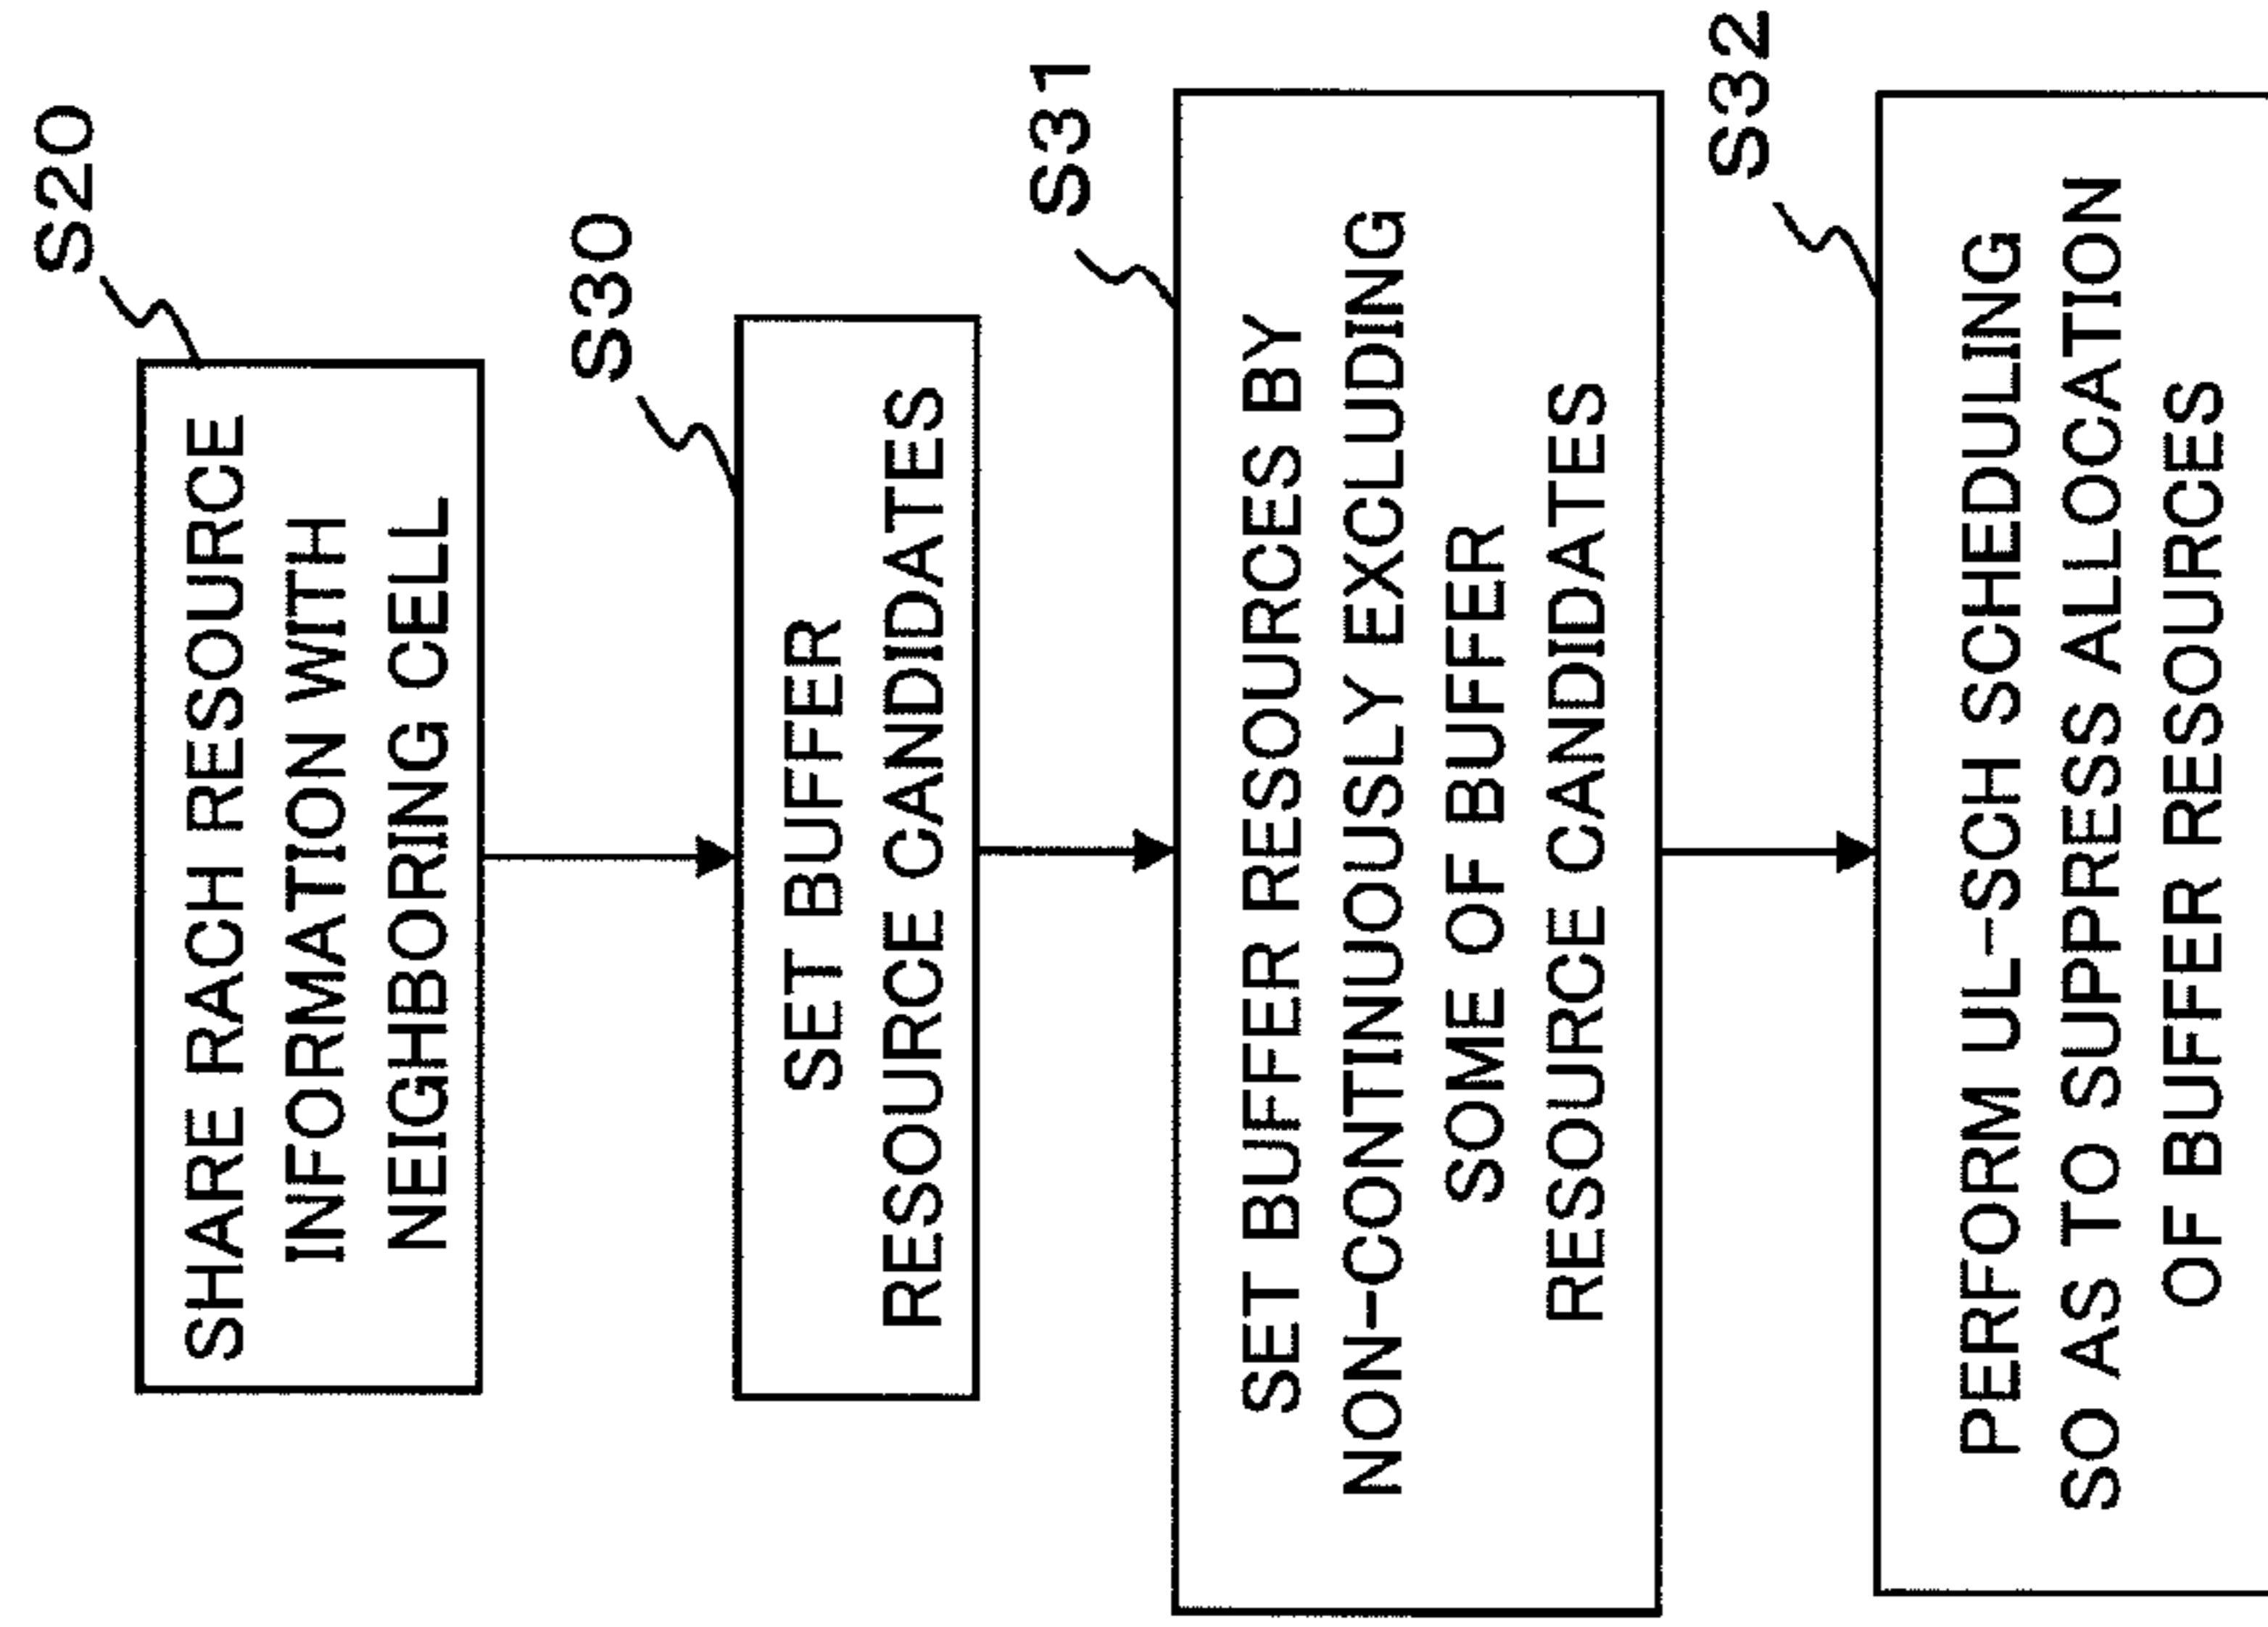 S20
SHARE RACH RESOURCE
INFORMATION WITH
NEIGHBORING CELL
S30
SET BUFFER
RESOURCE CANDIDATES
S31
SET BUFFER RESOURCES BY
NON-CONTINUOUSLY EXCLUDING
SOME OF BUFFER
RESOURCE CANDIDATES
S32
PERFORM UL-SCH SCHEDULING
SO AS TO SUPPRESS ALLOCATION
OF BUFFER RESOURCES